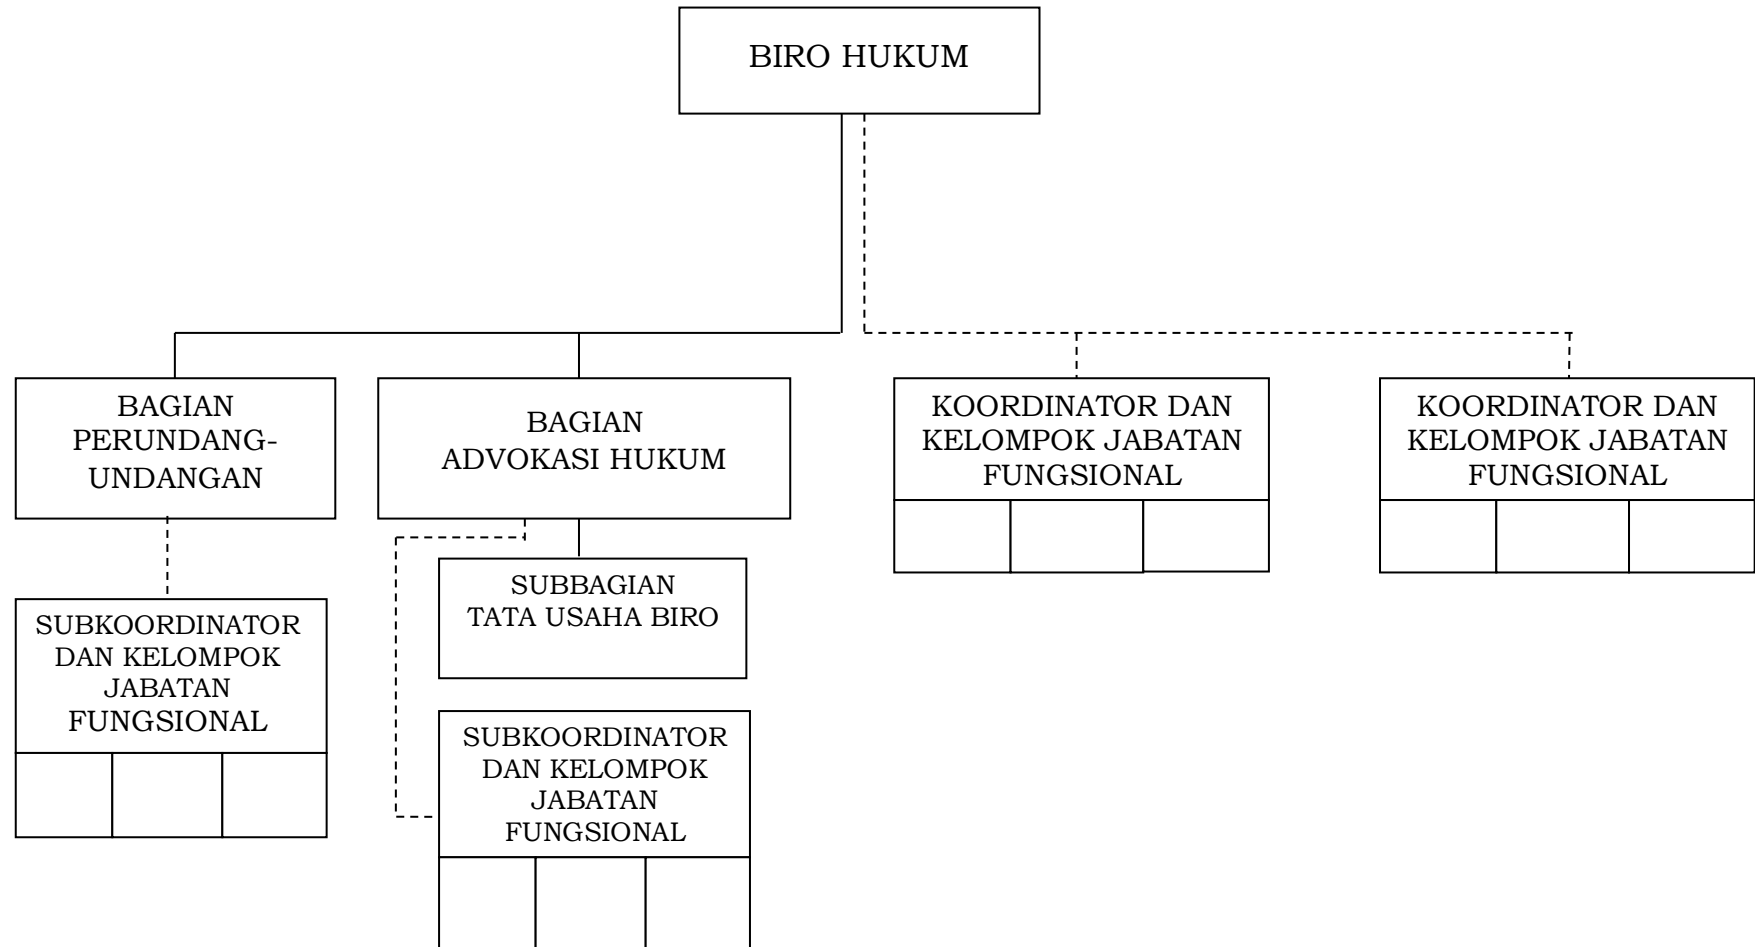 BIRO HUKUM
BAGIAN
PERUNDANG-
UNDANGAN
BAGIAN
ADVOKASI HUKUM
KOORDINATOR DAN
KELOMPOK JABATAN
FUNGSIONAL
KOORDINATOR DAN
KELOMPOK JABATAN
FUNGSIONAL
SUBBAGIAN
TATA USAHA BIRO
SUBKOORDINATOR
DAN KELOMPOK
JABATAN
FUNGSIONAL
SUBKOORDINATOR
DAN KELOMPOK
JABATAN
FUNGSIONAL